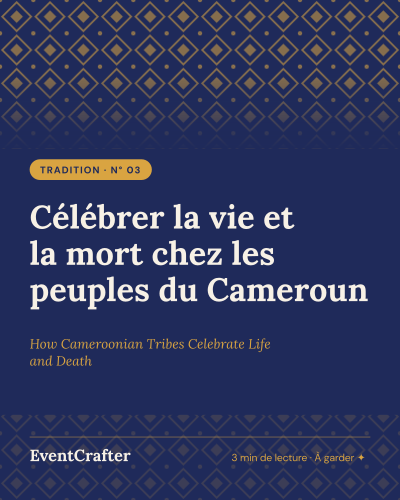 TRADITION · N° 03
Célébrer la vie et
la mort chez les
peuples du Cameroun
How Cameroonian Tribes Celebrate Life
and Death
EventCrafter
3 min de lecture · À garder ✦